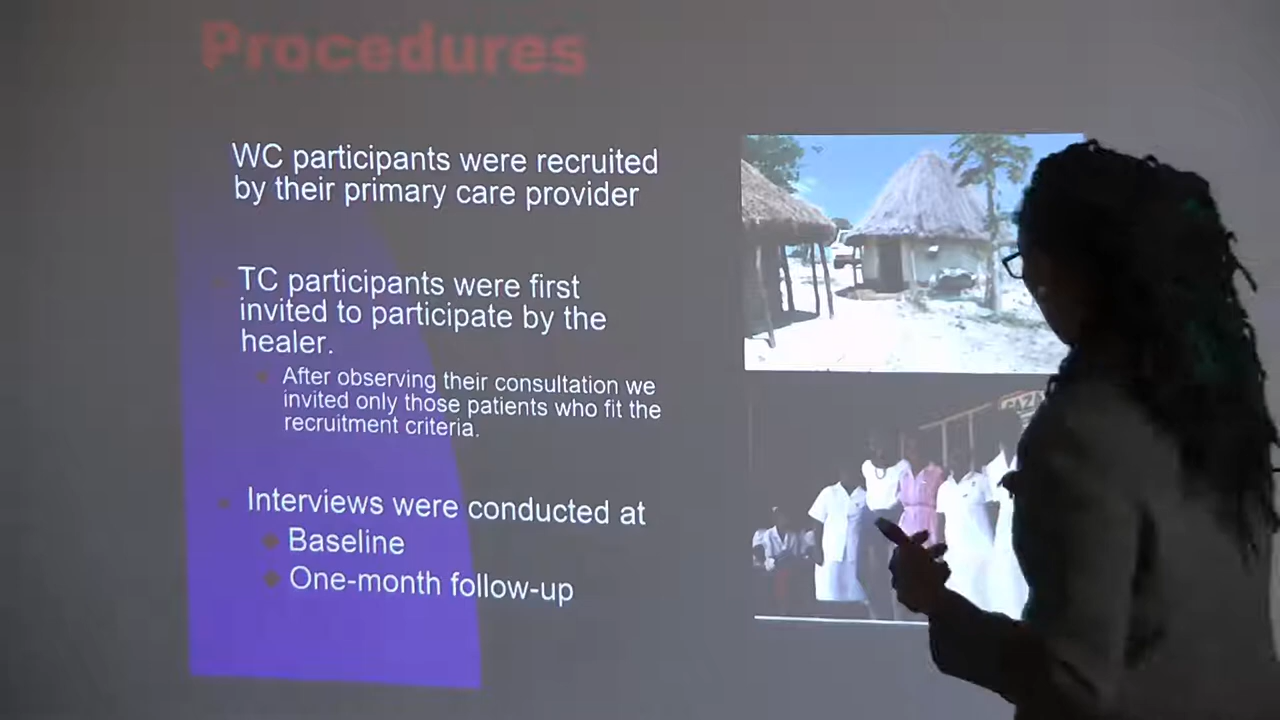 Procedures
WC participants were recruited
by their primary care provider
TC participants were first
invited to participate by the
healer.
After observing their consultation we
invited only those patients who fit the
recruitment criteria.
Interviews were conducted at
Baseline
One-month follow-up